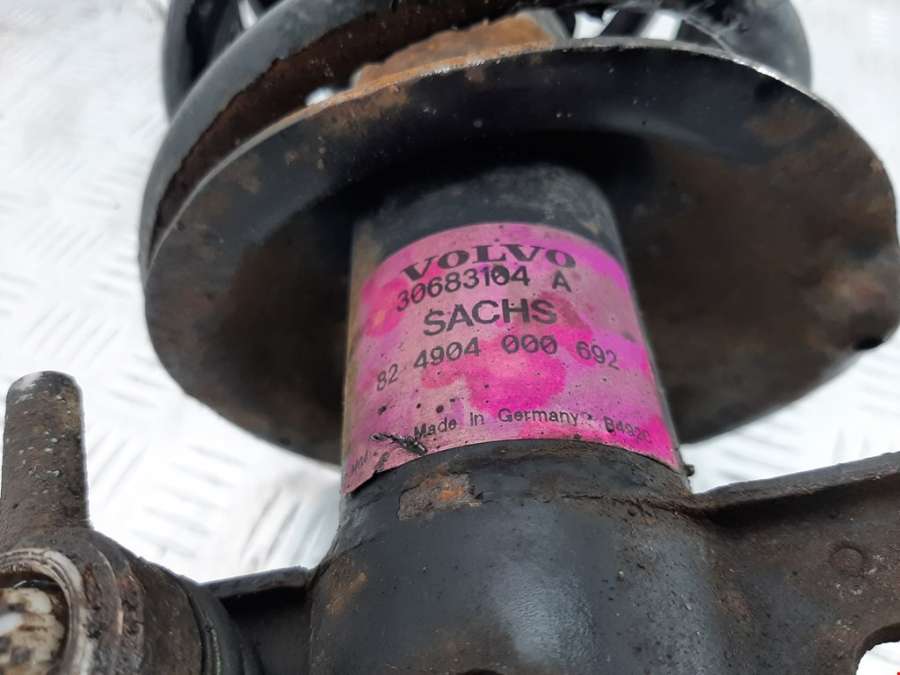 VOLVO
30683104 A
SACHS
82 4904 000 692
Made in Germany